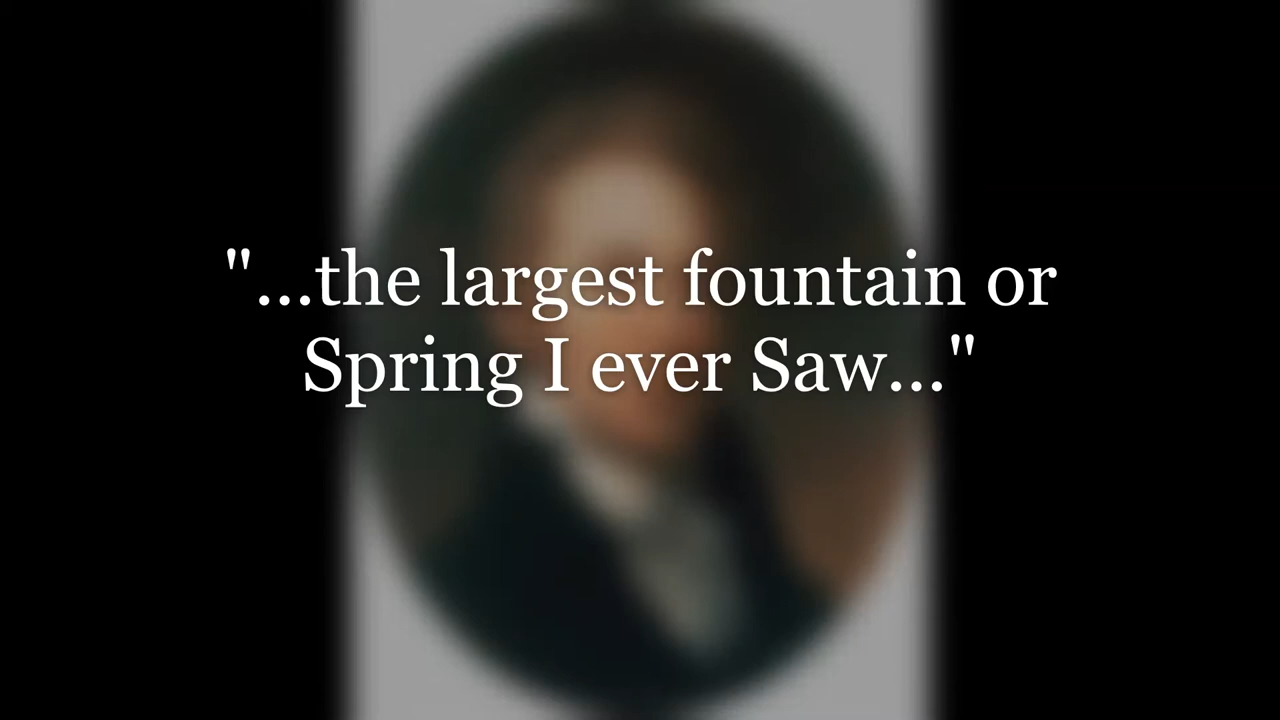 "...the largest fountain or
Spring I ever Saw..."